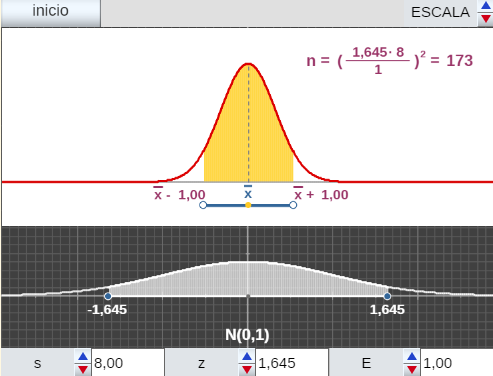 inicio ESCALA
n = ( 1,645· 8 / 1 )² = 173
x̅ - 1,00 x̅ x̅ + 1,00
-1,645 1,645
N(0,1)
s 8,00 z 1,645 E 1,00